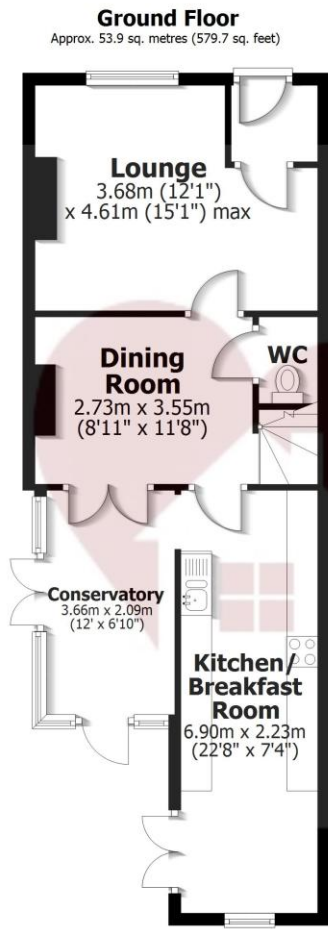 Ground Floor
Approx. 53.9 sq. metres (579.7 sq. feet)
Lounge
3.68m (12'1")
x 4.61m (15'1") max
Dining
Room
2.73m x 3.55m
(8'11" x 11'8")
WC
Conservatory
3.66m x 2.09m
(12' x 6'10")
Kitchen/
Breakfast
Room
6.90m x 2.23m
(22'8" x 7'4")